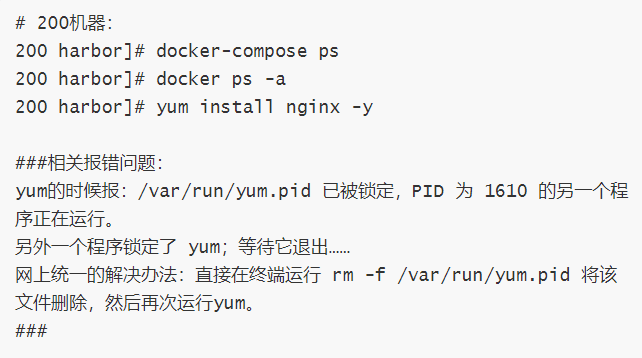 # 200机器：
200 harbor]# docker-compose ps
200 harbor]# docker ps -a
200 harbor]# yum install nginx -y
###相关报错问题：
yum的时候报：/var/run/yum.pid 已被锁定，PID 为 1610 的另一个程
序正在运行。
另外一个程序锁定了 yum；等待它退出……
网上统一的解决办法：直接在终端运行 rm -f /var/run/yum.pid 将该
文件删除，然后再次运行yum。
###